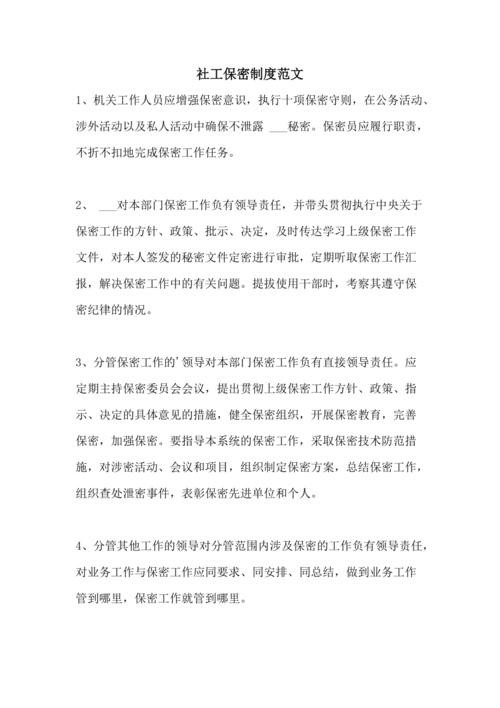 社工保密制度范文
1、机关工作人员应增强保密意识，执行十项保密守则，在公务活动、
涉外活动以及私人活动中确保不泄露 ___秘密。保密员应履行职责，
不折不扣地完成保密工作任务。
2、 ___对本部门保密工作负有领导责任，并带头贯彻执行中央关于
保密工作的方针、政策、批示、决定，及时传达学习上级保密工作
文件，对本人签发的秘密文件定密进行审批，定期听取保密工作汇
报，解决保密工作中的有关问题。提拔使用干部时，考察其遵守保
密纪律的情况。
3、分管保密工作的'领导对本部门保密工作负有直接领导责任。应
定期主持保密委员会会议，提出贯彻上级保密工作方针、政策、指
示、决定的具体意见的措施，健全保密组织，开展保密教育，完善
保密，加强保密。要指导本系统的保密工作，采取保密技术防范措
施，对涉密活动、会议和项目，组织制定保密方案，总结保密工作，
组织查处泄密事件，表彰保密先进单位和个人。
4、分管其他工作的领导对分管范围内涉及保密的工作负有领导责任，
对业务工作与保密工作应同要求、同安排、同总结，做到业务工作
管到哪里，保密工作就管到哪里。